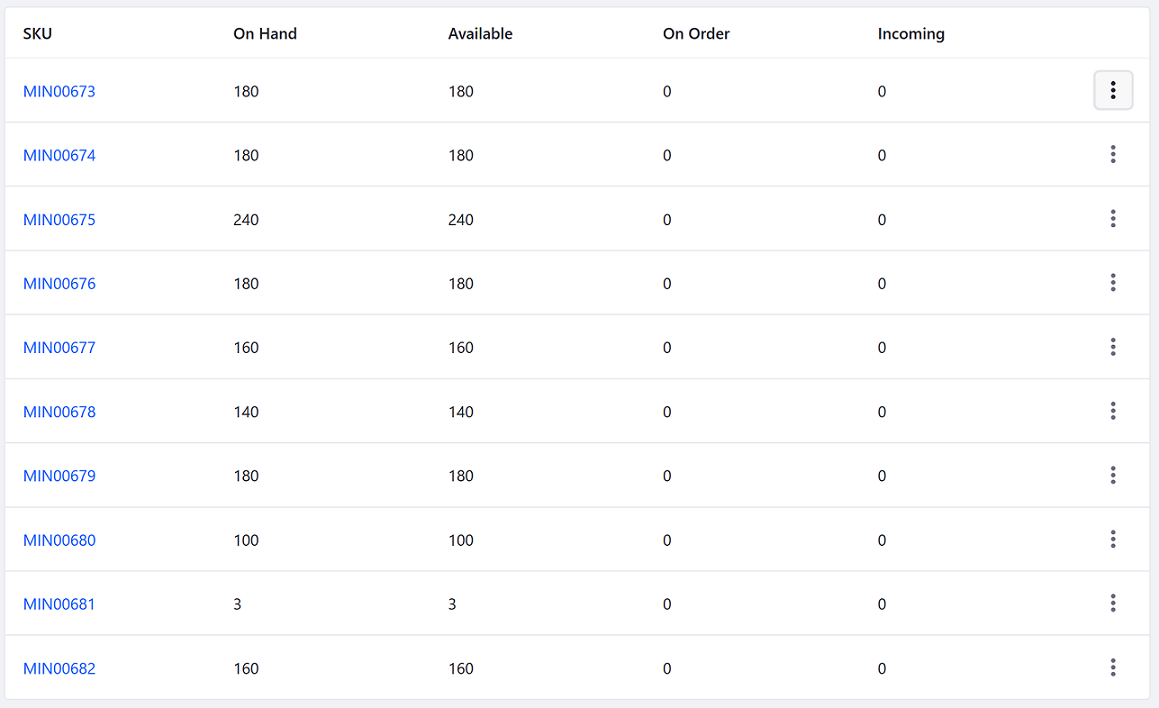 SKU On Hand Available On Order Incoming
MIN00673 180 180 0 0
MIN00674 180 180 0 0
MIN00675 240 240 0 0
MIN00676 180 180 0 0
MIN00677 160 160 0 0
MIN00678 140 140 0 0
MIN00679 180 180 0 0
MIN00680 100 100 0 0
MIN00681 3 3 0 0
MIN00682 160 160 0 0